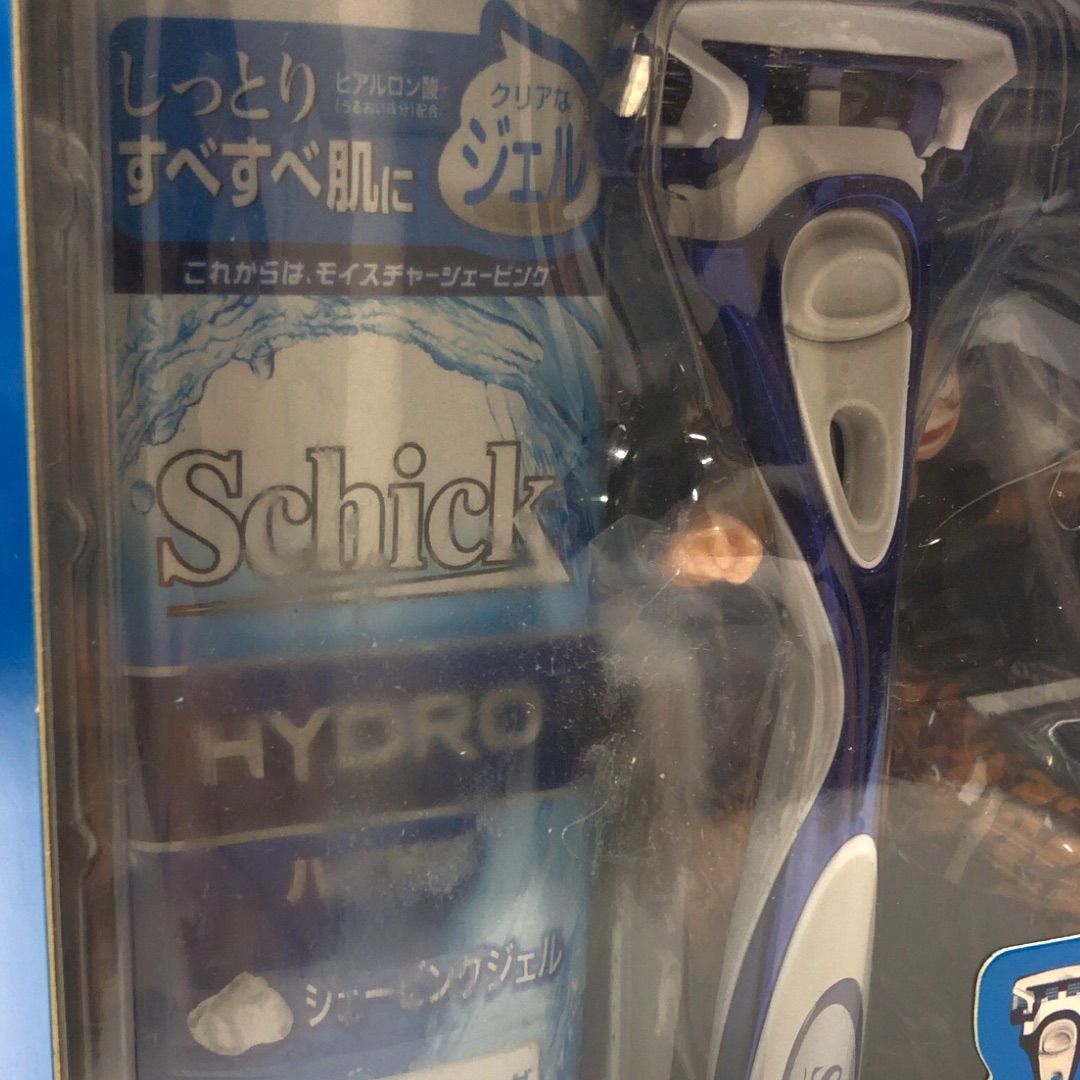 しっとり
ヒアルロン酸
(うるおい成分)配合
すべすべ肌に
クリアな
ジェル
これからは、モイスチャーシェービング
Schick
HYDRO
シェービングジェル